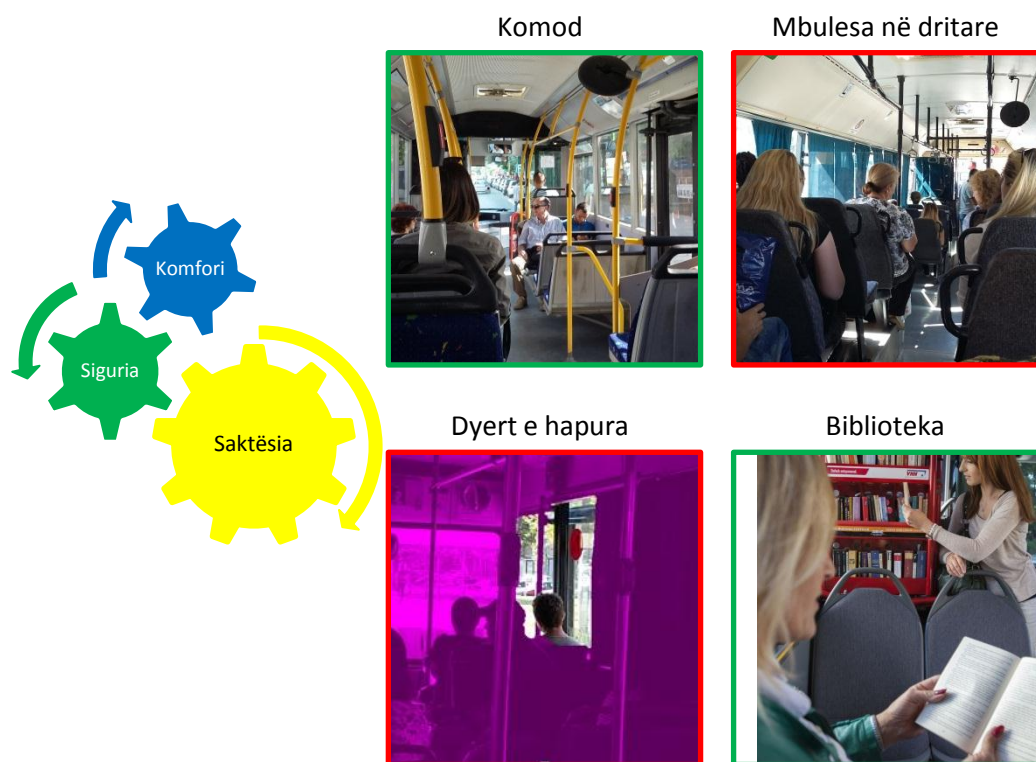 Komod
Mbulesa në dritare
Komfori
Siguria
Saktësia
Dyert e hapura
Biblioteka